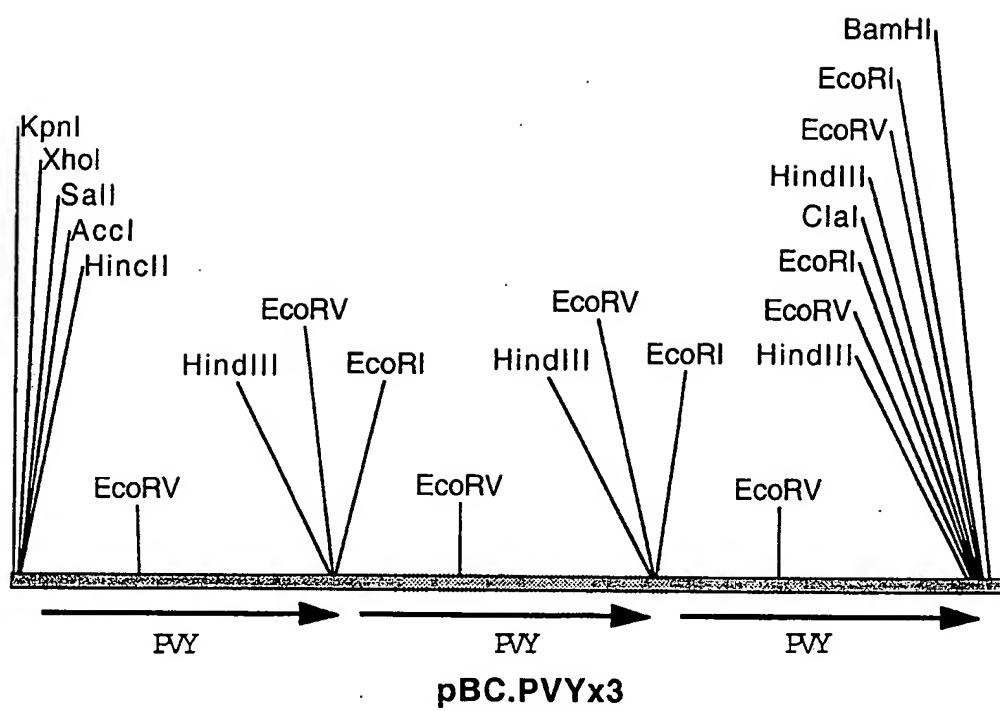 BamHI
EcoRI
KpnI
EcoRV
XhoI
HindIII
SalI
ClaI
AccI
EcoRI
HincII
EcoRV
EcoRV
EcoRV
HindIII
EcoRI
HindIII
EcoRI
HindIII
EcoRV
EcoRV
EcoRV
PVY
PVY
PVY
pBC.PVYx3